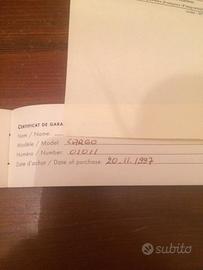 CERTIFICAT DE GARA
Nom / Name:
Modèle / Model CARGO
Numéro / Number 01011
Date d'achat / Date of purchase 20.11.1997
subito